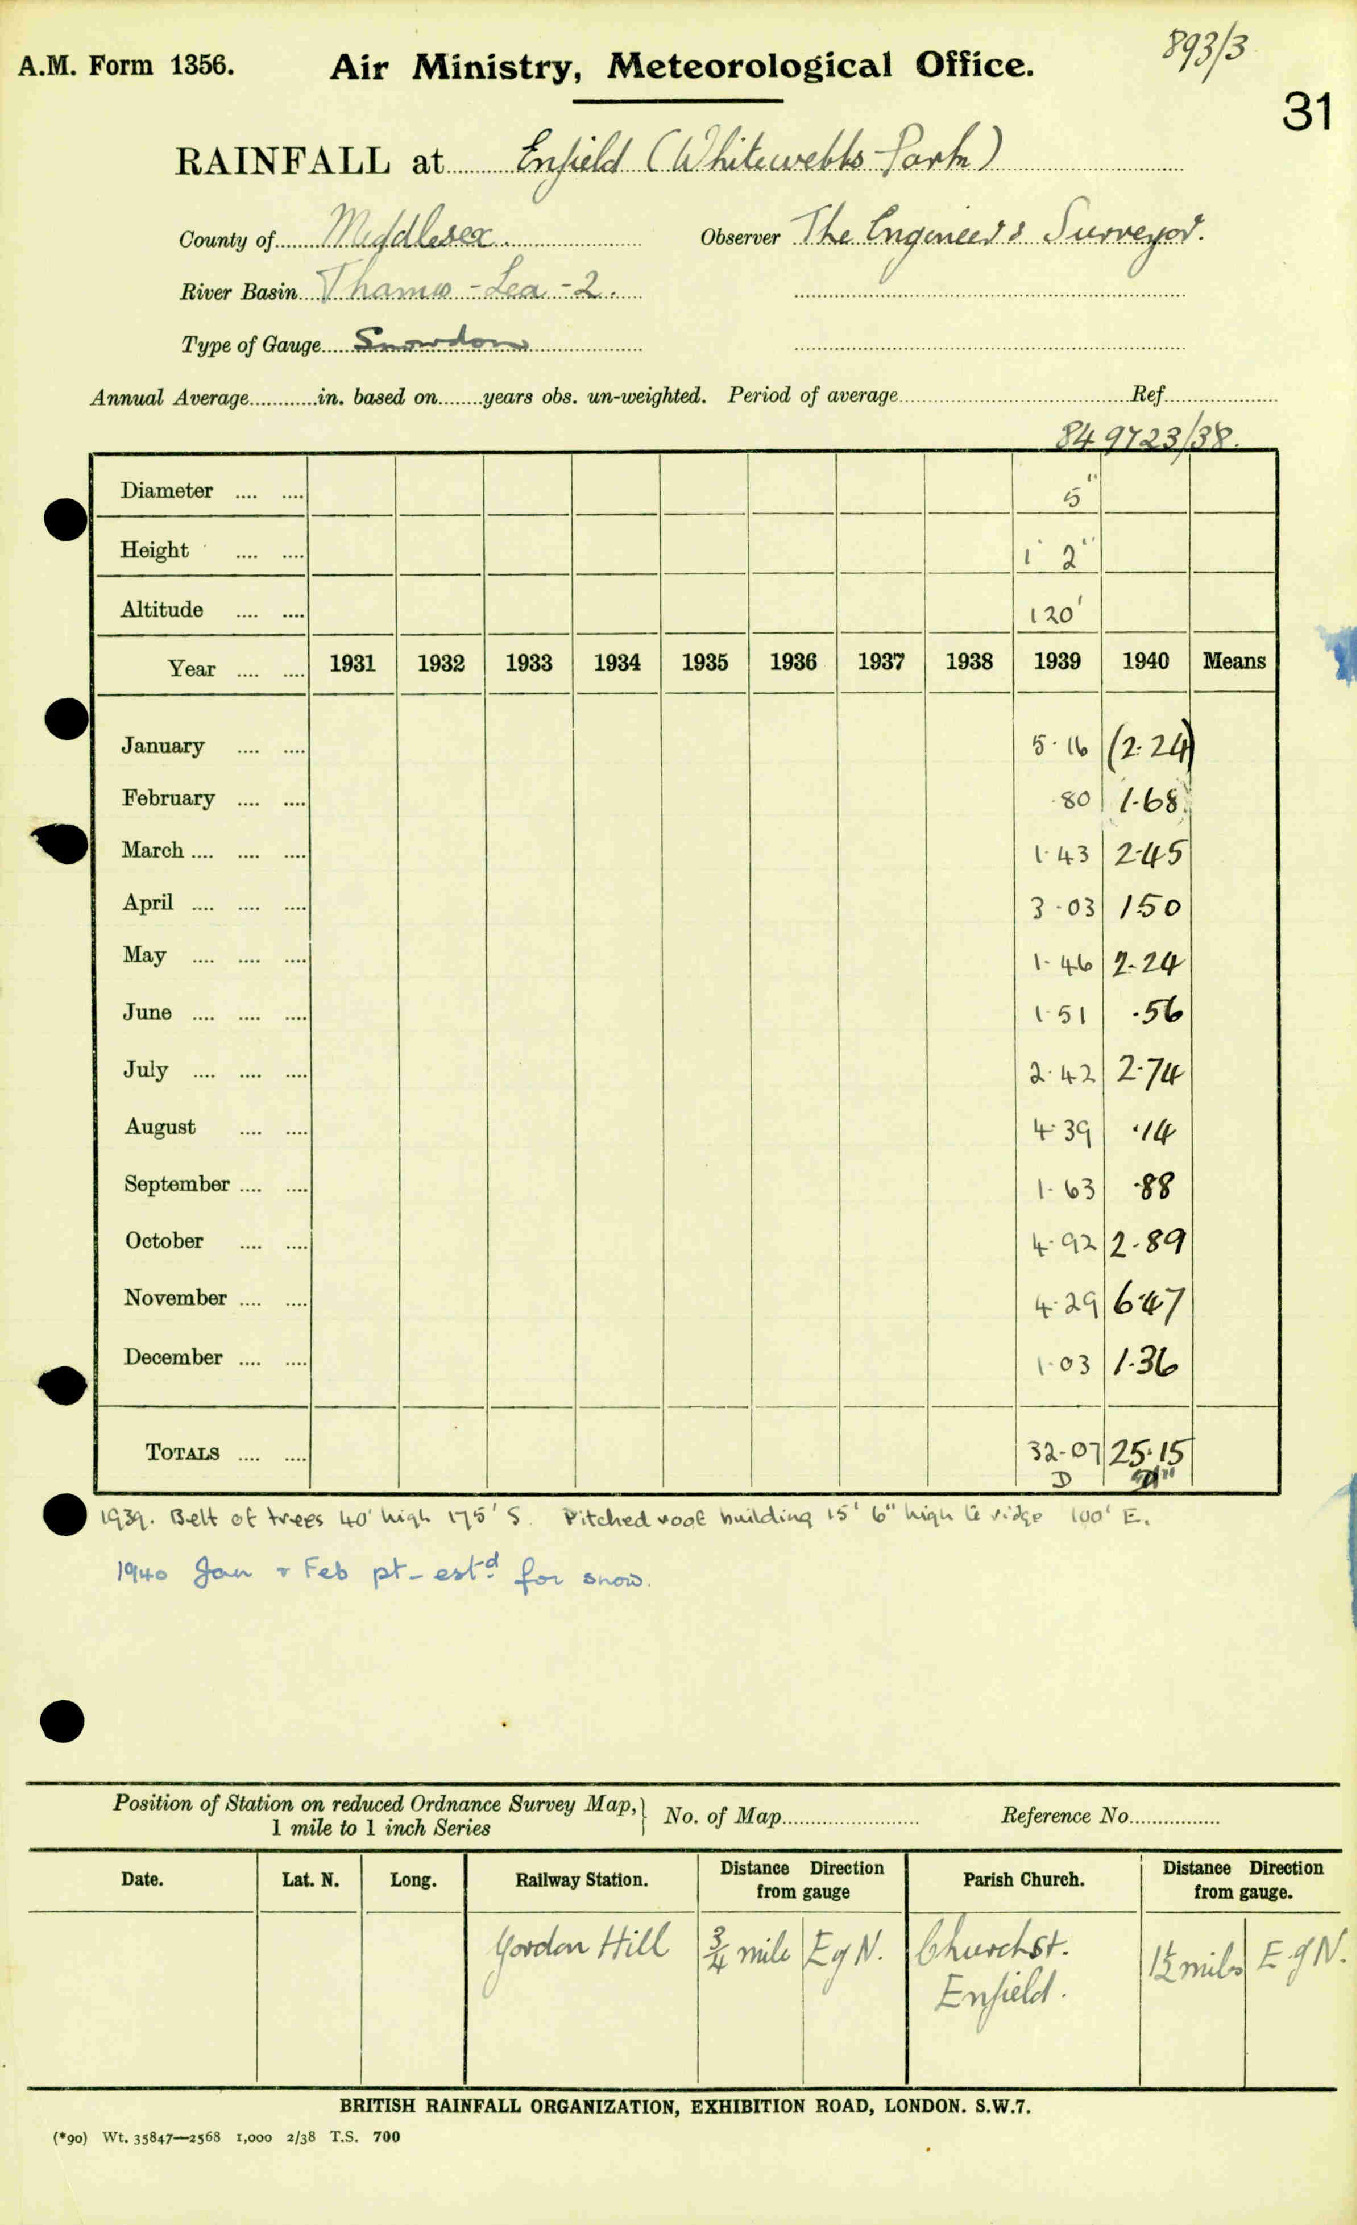 893/3
A.M. Form 1356. Air Ministry, Meteorological Office.
31
RAINFALL at Enfield (Whitewebbs Park)
County of Middlesex. Observer The Engineer & Surveyor.
River Basin Thames - Lea - 2.
Type of Gauge Snowdon
Annual Average............in. based on........years obs. un-weighted. Period of average............ Ref............
849723/38.
Diameter .... .... 5"
Height .... .... 1' 2"
Altitude .... .... 120'
Year .... .... 1931 1932 1933 1934 1935 1936 1937 1938 1939 1940 Means
January .... .... 5.16 (2.24)
February .... .... .80 1.68
March .... .... .... 1.43 2.45
April .... .... .... 3.03 1.50
May .... .... .... 1.46 2.24
June .... .... .... 1.51 .56
July .... .... .... 2.42 2.74
August .... .... 4.39 .14
September .... .... 1.63 .88
October .... .... 4.92 2.89
November .... .... 4.29 6.47
December .... .... 1.03 1.36
TOTALS .... .... 32.07 25.15
D
1939. Belt of trees 40' high 175' S. Pitched roof building 15' 6" high to ridge 100' E.
1940 Jan & Feb pt-estd for snow.
Position of Station on reduced Ordnance Survey Map, } No. of Map............ Reference No............
1 mile to 1 inch Series
Date. Lat. N. Long. Railway Station. Distance Direction from gauge Parish Church. Distance Direction from gauge.
Gordon Hill 3/4 mile E of N. Church St. 1½ miles E of N.
Enfield.
BRITISH RAINFALL ORGANIZATION, EXHIBITION ROAD, LONDON. S.W.7.
(*90) Wt. 35847—2568 1,000 2/38 T.S. 700